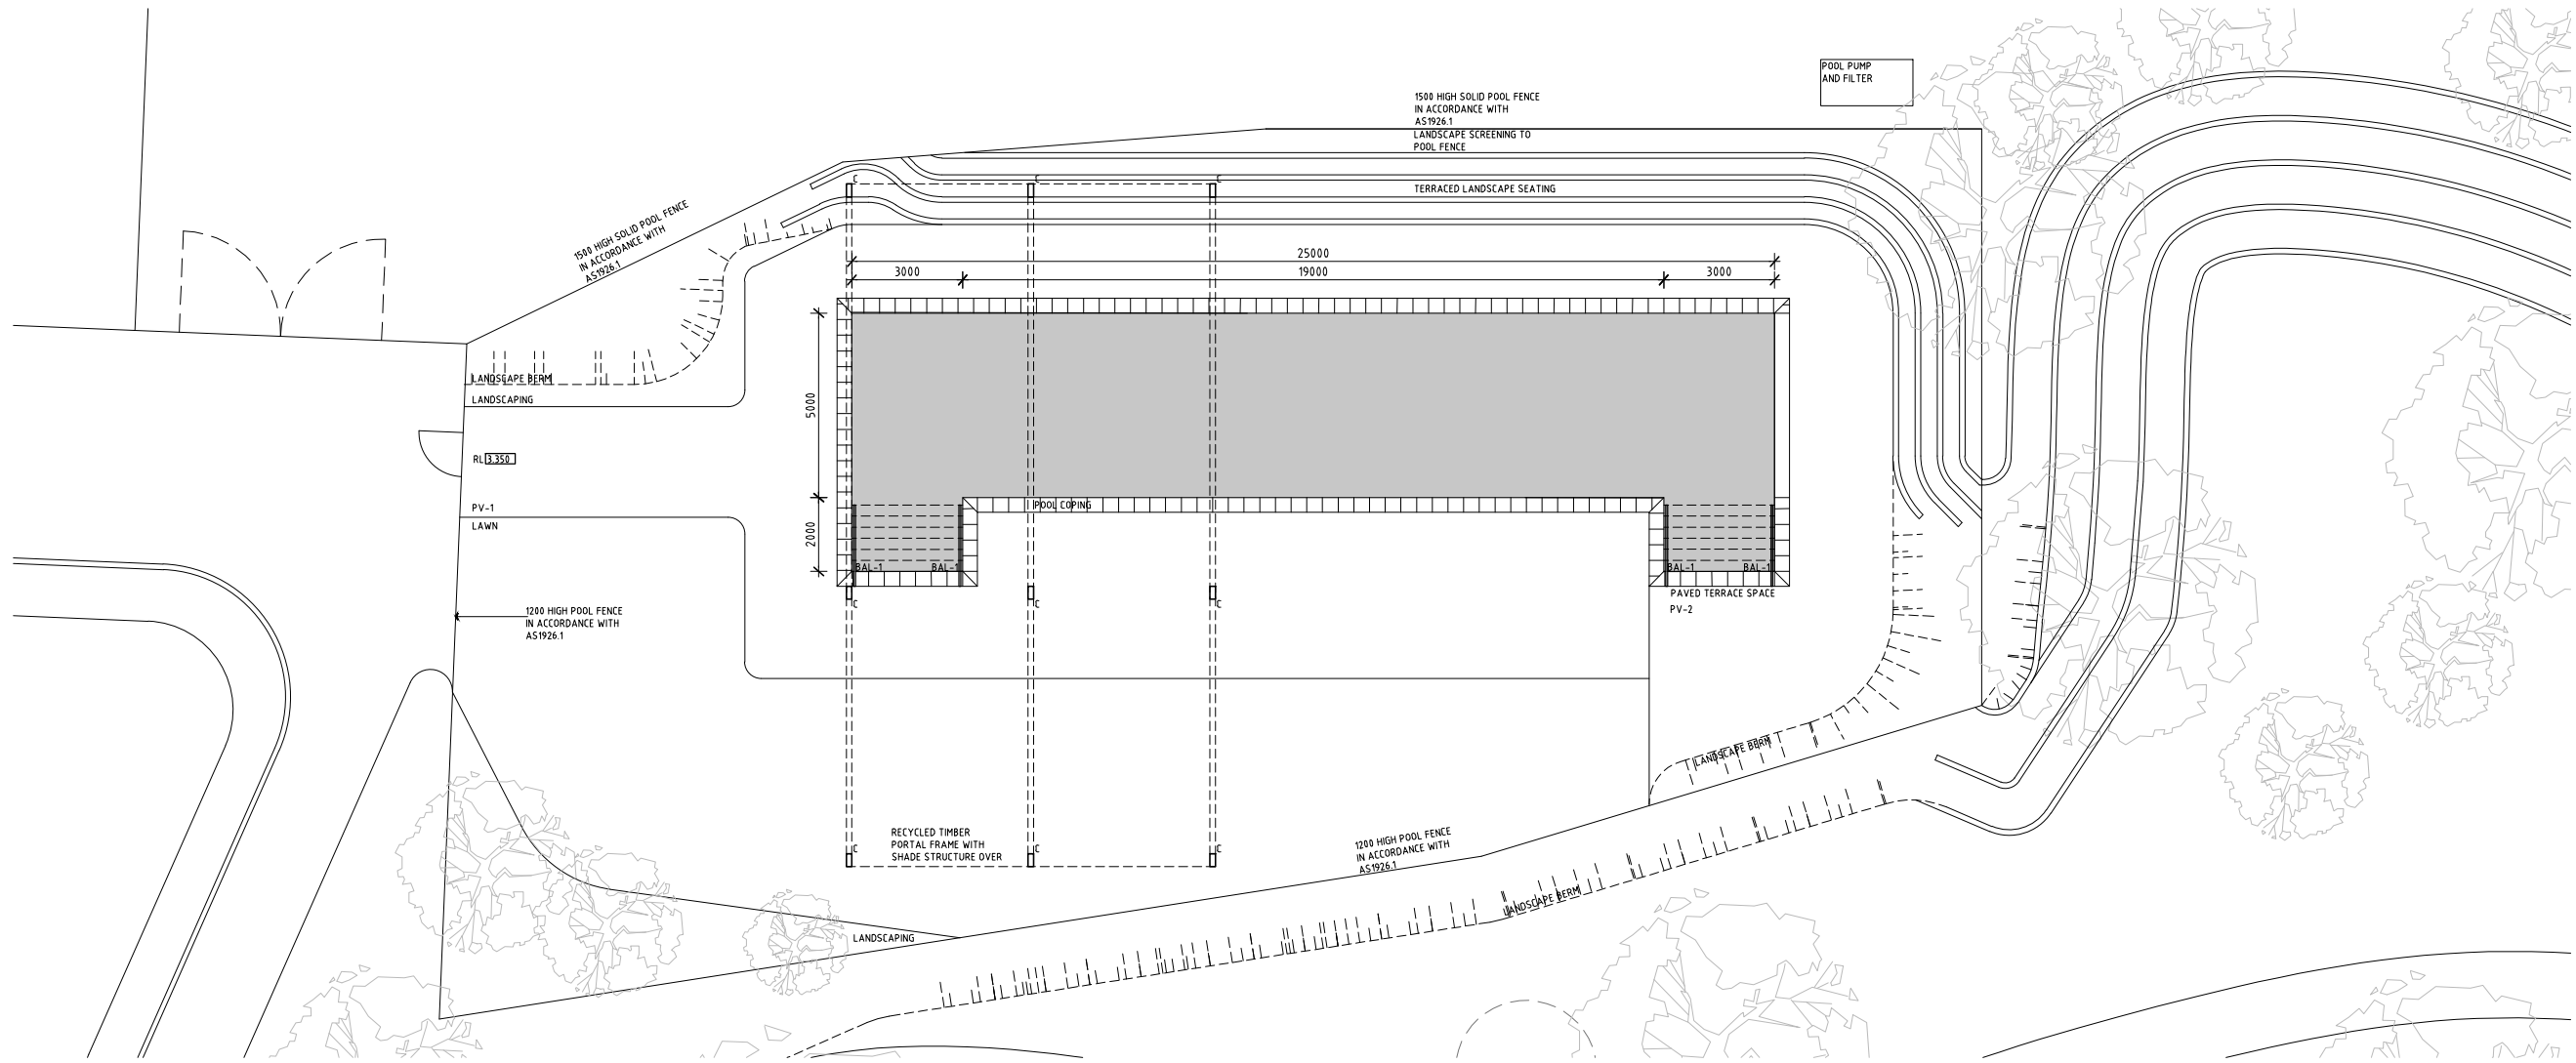 POOL PUMP
AND FILTER
1500 HIGH SOLID POOL FENCE
IN ACCORDANCE WITH
AS1926.1
LANDSCAPE SCREENING TO
POOL FENCE
C
C
C
TERRACED LANDSCAPE SEATING
1500 HIGH SOLID POOL FENCE
IN ACCORDANCE WITH
AS1926.1
25000
3000
19000
3000
LANDSCAPE BERM
LANDSCAPING
5000
RL 3.350
PV-1
LAWN
POOL COPING
2000
BAL-1
BAL-1
BAL-1
BAL-1
PAVED TERRACE SPACE
PV-2
C
C
C
1200 HIGH POOL FENCE
IN ACCORDANCE WITH
AS1926.1
LANDSCAPE BERM
RECYCLED TIMBER
PORTAL FRAME WITH
SHADE STRUCTURE OVER
C
C
C
1200 HIGH POOL FENCE
IN ACCORDANCE WITH
AS1926.1
LANDSCAPE BERM
LANDSCAPING